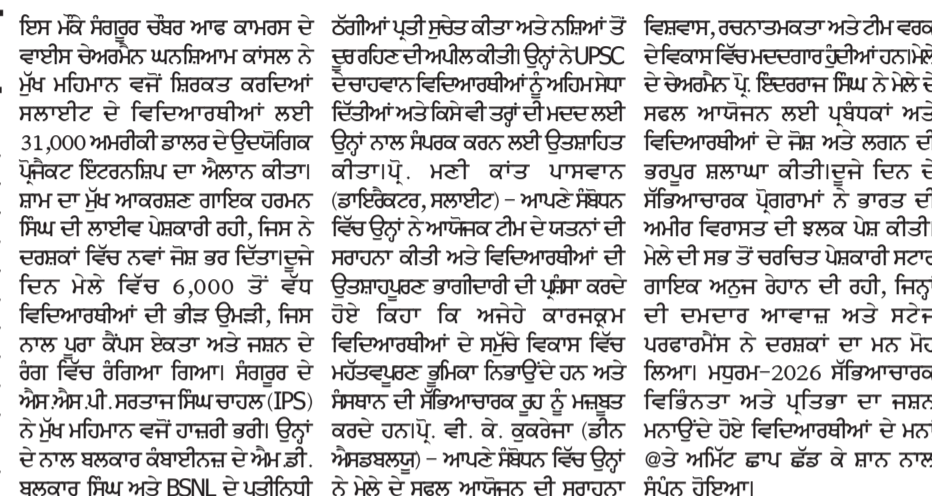 ਇਸ ਮੌਕੇ ਸੰਗਰੂਰ ਚੈਂਬਰ ਆਫ ਕਾਮਰਸ ਦੇ
ਵਾਈਸ ਚੇਅਰਮੈਨ ਘਨਸ਼ਿਆਮ ਕਾਂਸਲ ਨੇ
ਮੁੱਖ ਮਹਿਮਾਨ ਵਜੋਂ ਸ਼ਿਰਕਤ ਕਰਦਿਆਂ
ਸਲਾਈਟ ਦੇ ਵਿਦਿਆਰਥੀਆਂ ਲਈ
31,000 ਅਮਰੀਕੀ ਡਾਲਰ ਦੇ ਉਦਯੋਗਿਕ
ਪ੍ਰੋਜੈਕਟ ਇੰਟਰਨਸ਼ਿਪ ਦਾ ਐਲਾਨ ਕੀਤਾ।
ਸ਼ਾਮ ਦਾ ਮੁੱਖ ਆਕਰਸ਼ਣ ਗਾਇਕ ਹਰਮਨ
ਸਿੰਘ ਦੀ ਲਾਈਵ ਪੇਸ਼ਕਾਰੀ ਰਹੀ, ਜਿਸ ਨੇ
ਦਰਸ਼ਕਾਂ ਵਿੱਚ ਨਵਾਂ ਜੋਸ਼ ਭਰ ਦਿੱਤਾ।ਦੂਜੇ
ਦਿਨ ਮੇਲੇ ਵਿੱਚ 6,000 ਤੋਂ ਵੱਧ
ਵਿਦਿਆਰਥੀਆਂ ਦੀ ਭੀੜ ਉਮੜੀ, ਜਿਸ
ਨਾਲ ਪੂਰਾ ਕੈਂਪਸ ਏਕਤਾ ਅਤੇ ਜਸ਼ਨ ਦੇ
ਰੰਗ ਵਿੱਚ ਰੰਗਿਆ ਗਿਆ। ਸੰਗਰੂਰ ਦੇ
ਐਸ.ਐਸ.ਪੀ. ਸਰਤਾਜ ਸਿੰਘ ਚਾਹਲ (IPS)
ਨੇ ਮੁੱਖ ਮਹਿਮਾਨ ਵਜੋਂ ਹਾਜ਼ਰੀ ਭਰੀ। ਉਨ੍ਹਾਂ
ਦੇ ਨਾਲ ਬਲਕਾਰ ਕੰਬਾਈਨਜ਼ ਦੇ ਐਮ.ਡੀ.
ਬਲਕਾਰ ਸਿੰਘ ਅਤੇ BSNL ਦੇ ਪ੍ਰਤੀਨਿਧੀ
ਠੱਗੀਆਂ ਪ੍ਰਤੀ ਸੁਚੇਤ ਕੀਤਾ ਅਤੇ ਨਸ਼ਿਆਂ ਤੋਂ
ਦੂਰ ਰਹਿਣ ਦੀ ਅਪੀਲ ਕੀਤੀ। ਉਨ੍ਹਾਂ ਨੇ UPSC
ਦੇ ਚਾਹਵਾਨ ਵਿਦਿਆਰਥੀਆਂ ਨੂੰ ਅਹਿਮ ਸੇਧਾ
ਦਿੱਤੀਆਂ ਅਤੇ ਕਿਸੇ ਵੀ ਤਰ੍ਹਾਂ ਦੀ ਮਦਦ ਲਈ
ਉਨ੍ਹਾਂ ਨਾਲ ਸੰਪਰਕ ਕਰਨ ਲਈ ਉਤਸ਼ਾਹਿਤ
ਕੀਤਾ।ਪ੍ਰੋ. ਮਣੀ ਕਾਂਤ ਪਾਸਵਾਨ
(ਡਾਇਰੈਕਟਰ, ਸਲਾਈਟ) – ਆਪਣੇ ਸੰਬੋਧਨ
ਵਿੱਚ ਉਨ੍ਹਾਂ ਨੇ ਆਯੋਜਕ ਟੀਮ ਦੇ ਯਤਨਾਂ ਦੀ
ਸਰਾਹਨਾ ਕੀਤੀ ਅਤੇ ਵਿਦਿਆਰਥੀਆਂ ਦੀ
ਉਤਸ਼ਾਹਪੂਰਣ ਭਾਗੀਦਾਰੀ ਦੀ ਪ੍ਰਸ਼ੰਸਾ ਕਰਦੇ
ਹੋਏ ਕਿਹਾ ਕਿ ਅਜੇਹੇ ਕਾਰਜਕ੍ਰਮ
ਵਿਦਿਆਰਥੀਆਂ ਦੇ ਸਮੁੱਚੇ ਵਿਕਾਸ ਵਿੱਚ
ਮਹੱਤਵਪੂਰਣ ਭੂਮਿਕਾ ਨਿਭਾਉਂਦੇ ਹਨ ਅਤੇ
ਸੰਸਥਾਨ ਦੀ ਸੱਭਿਆਚਾਰਕ ਰੂਹ ਨੂੰ ਮਜ਼ਬੂਤ
ਕਰਦੇ ਹਨ।ਪ੍ਰੋ. ਵੀ. ਕੇ. ਕੁਕਰੇਜਾ (ਡੀਨ
ਐਸਡਬਲਯੂ) – ਆਪਣੇ ਸੰਬੋਧਨ ਵਿੱਚ ਉਨ੍ਹਾਂ
ਨੇ ਮੇਲੇ ਦੇ ਸਫਲ ਆਯੋਜਨ ਦੀ ਸਰਾਹਨਾ
ਵਿਸ਼ਵਾਸ, ਰਚਨਾਤਮਕਤਾ ਅਤੇ ਟੀਮ ਵਰਕ
ਦੇ ਵਿਕਾਸ ਵਿੱਚ ਮਦਦਗਾਰ ਹੁੰਦੀਆਂ ਹਨ।ਮੇਲੇ
ਦੇ ਚੇਅਰਮੈਨ ਪ੍ਰੋ. ਇੰਦਰਰਾਜ ਸਿੰਘ ਨੇ ਮੇਲੇ ਦੇ
ਸਫਲ ਆਯੋਜਨ ਲਈ ਪ੍ਰਬੰਧਕਾਂ ਅਤੇ
ਵਿਦਿਆਰਥੀਆਂ ਦੇ ਜੋਸ਼ ਅਤੇ ਲਗਨ ਦੀ
ਭਰਪੂਰ ਸ਼ਲਾਘਾ ਕੀਤੀ।ਦੂਜੇ ਦਿਨ ਦੇ
ਸੱਭਿਆਚਾਰਕ ਪ੍ਰੋਗਰਾਮਾਂ ਨੇ ਭਾਰਤ ਦੀ
ਅਮੀਰ ਵਿਰਾਸਤ ਦੀ ਝਲਕ ਪੇਸ਼ ਕੀਤੀ।
ਮੇਲੇ ਦੀ ਸਭ ਤੋਂ ਚਰਚਿਤ ਪੇਸ਼ਕਾਰੀ ਸਟਾਰ
ਗਾਇਕ ਅਨੁਜ ਰੇਹਾਨ ਦੀ ਰਹੀ, ਜਿਨ੍ਹਾਂ
ਦੀ ਦਮਦਾਰ ਆਵਾਜ਼ ਅਤੇ ਸਟੇਜ
ਪਰਫਾਰਮੈਂਸ ਨੇ ਦਰਸ਼ਕਾਂ ਦਾ ਮਨ ਮੋਹ
ਲਿਆ। ਮਧੁਰਮ–2026 ਸੱਭਿਆਚਾਰਕ
ਵਿਭਿੰਨਤਾ ਅਤੇ ਪ੍ਰਤਿਭਾ ਦਾ ਜਸ਼ਨ
ਮਨਾਉਂਦੇ ਹੋਏ ਵਿਦਿਆਰਥੀਆਂ ਦੇ ਮਨਾਂ
@ਤੇ ਅਮਿੱਟ ਛਾਪ ਛੱਡ ਕੇ ਸ਼ਾਨ ਨਾਲ
ਸੰਪੰਨ ਹੋਇਆ।